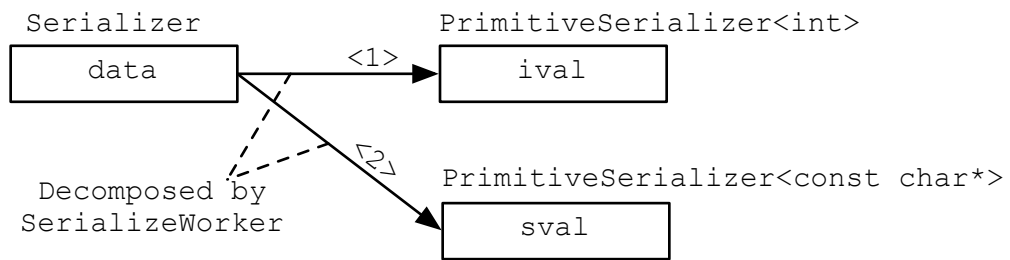 Serializer
PrimitiveSerializer<int>
data
<1>
ival
<2>
PrimitiveSerializer<const char*>
Decomposed by
SerializeWorker
sval